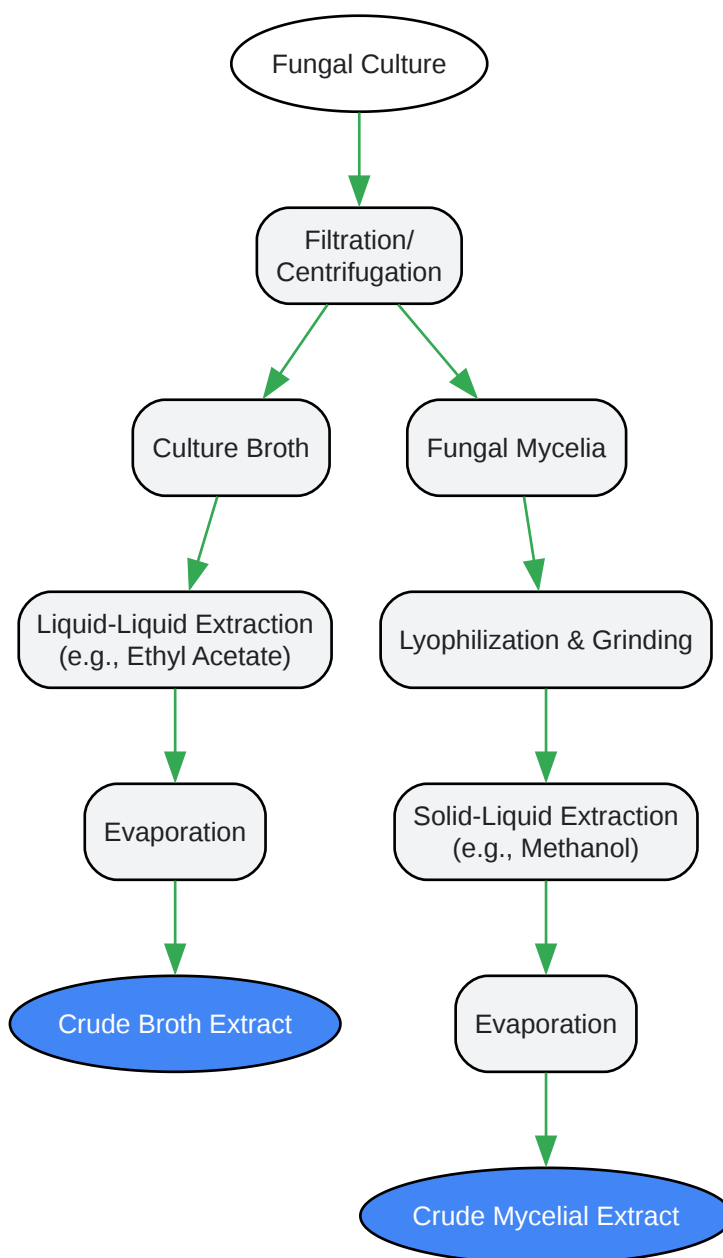 Fungal Culture
Filtration/
Centrifugation
Culture Broth
Fungal Mycelia
Liquid-Liquid Extraction
(e.g., Ethyl Acetate)
Lyophilization & Grinding
Evaporation
Solid-Liquid Extraction
(e.g., Methanol)
Crude Broth Extract
Evaporation
Crude Mycelial Extract